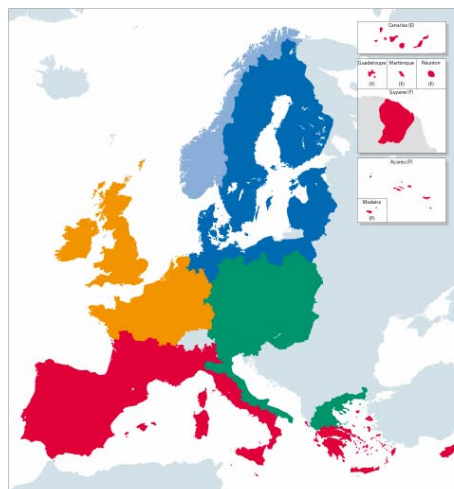 Canarias (E)
Guadeloupe Martinique Réunion
(F) (F) (F)
Guyane (F)
Açores (P)
Madeira
(P)